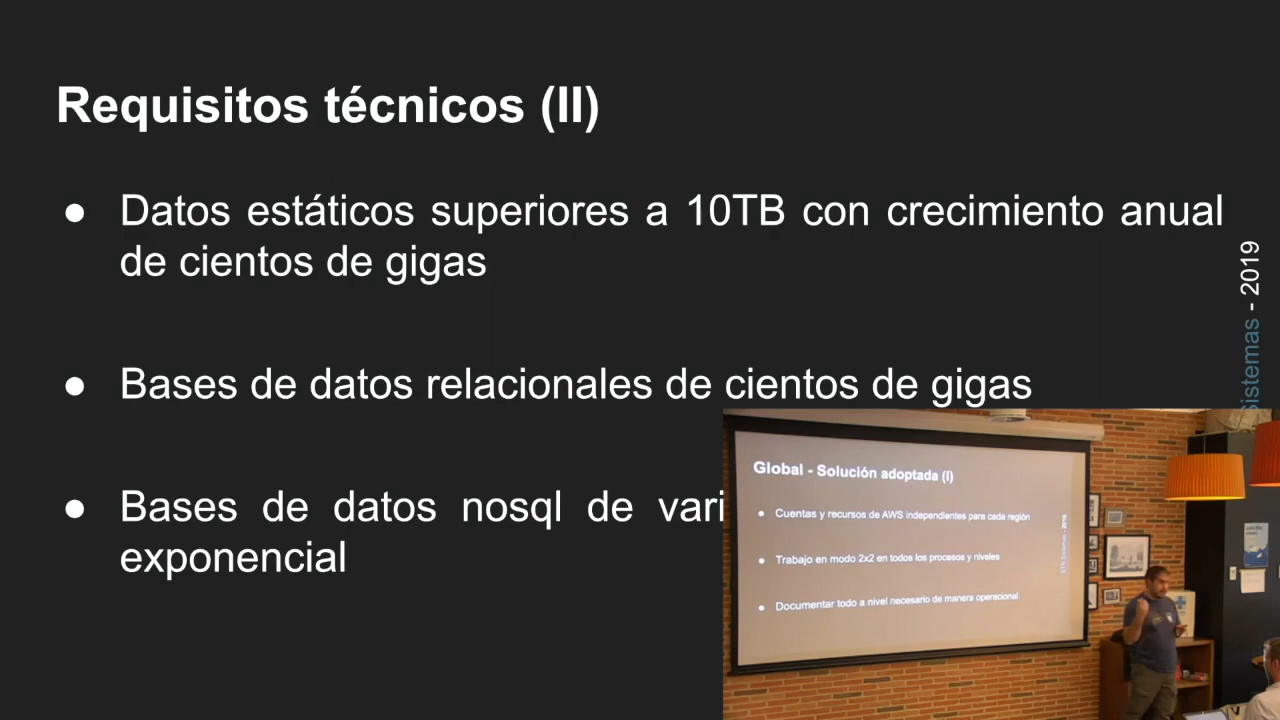 Requisitos técnicos (II)
● Datos estáticos superiores a 10TB con crecimiento anual
de cientos de gigas
● Bases de datos relacionales de cientos de gigas
● Bases de datos nosql de vari
exponencial
Sistemas - 2019
Global - Solución adoptada (I)
● Cuentas y recursos de AWS independientes para cada región
● Trabajo en modo 2x2 en todos los procesos y niveles
● Documentar todo a nivel necesario de manera operacional